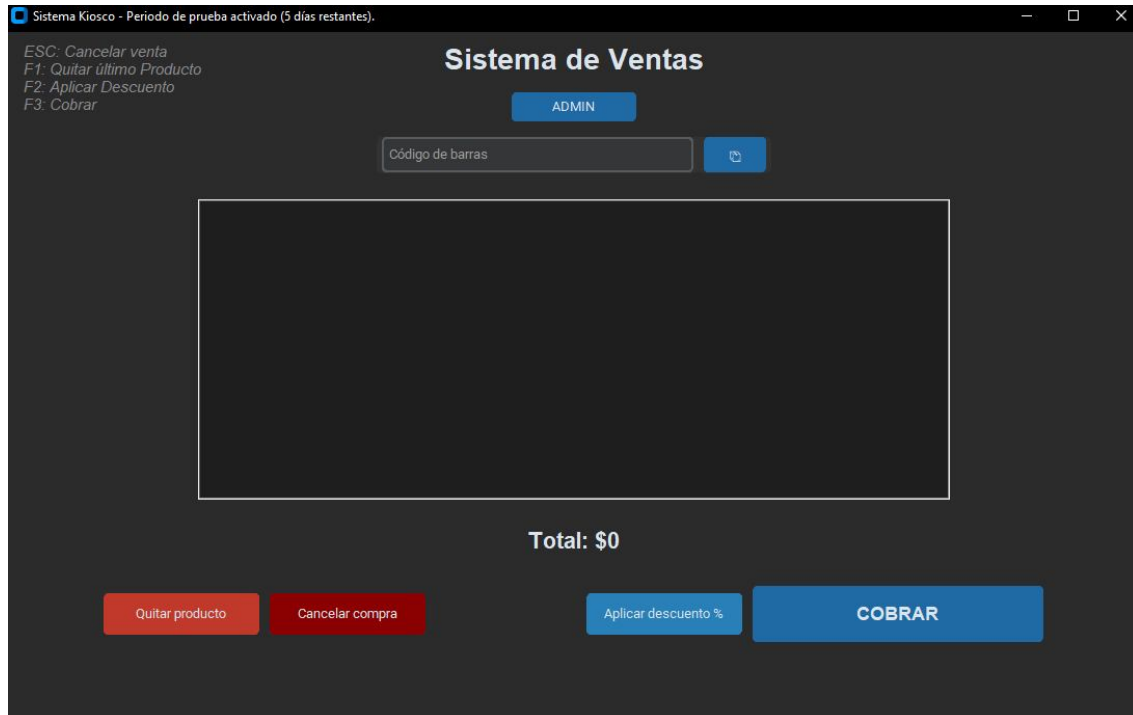 Sistema Kiosco - Periodo de prueba activado (5 días restantes).
ESC: Cancelar venta
F1: Quitar último Producto
F2: Aplicar Descuento
F3: Cobrar
Sistema de Ventas
ADMIN
Código de barras
Total: $0
Quitar producto
Cancelar compra
Aplicar descuento %
COBRAR